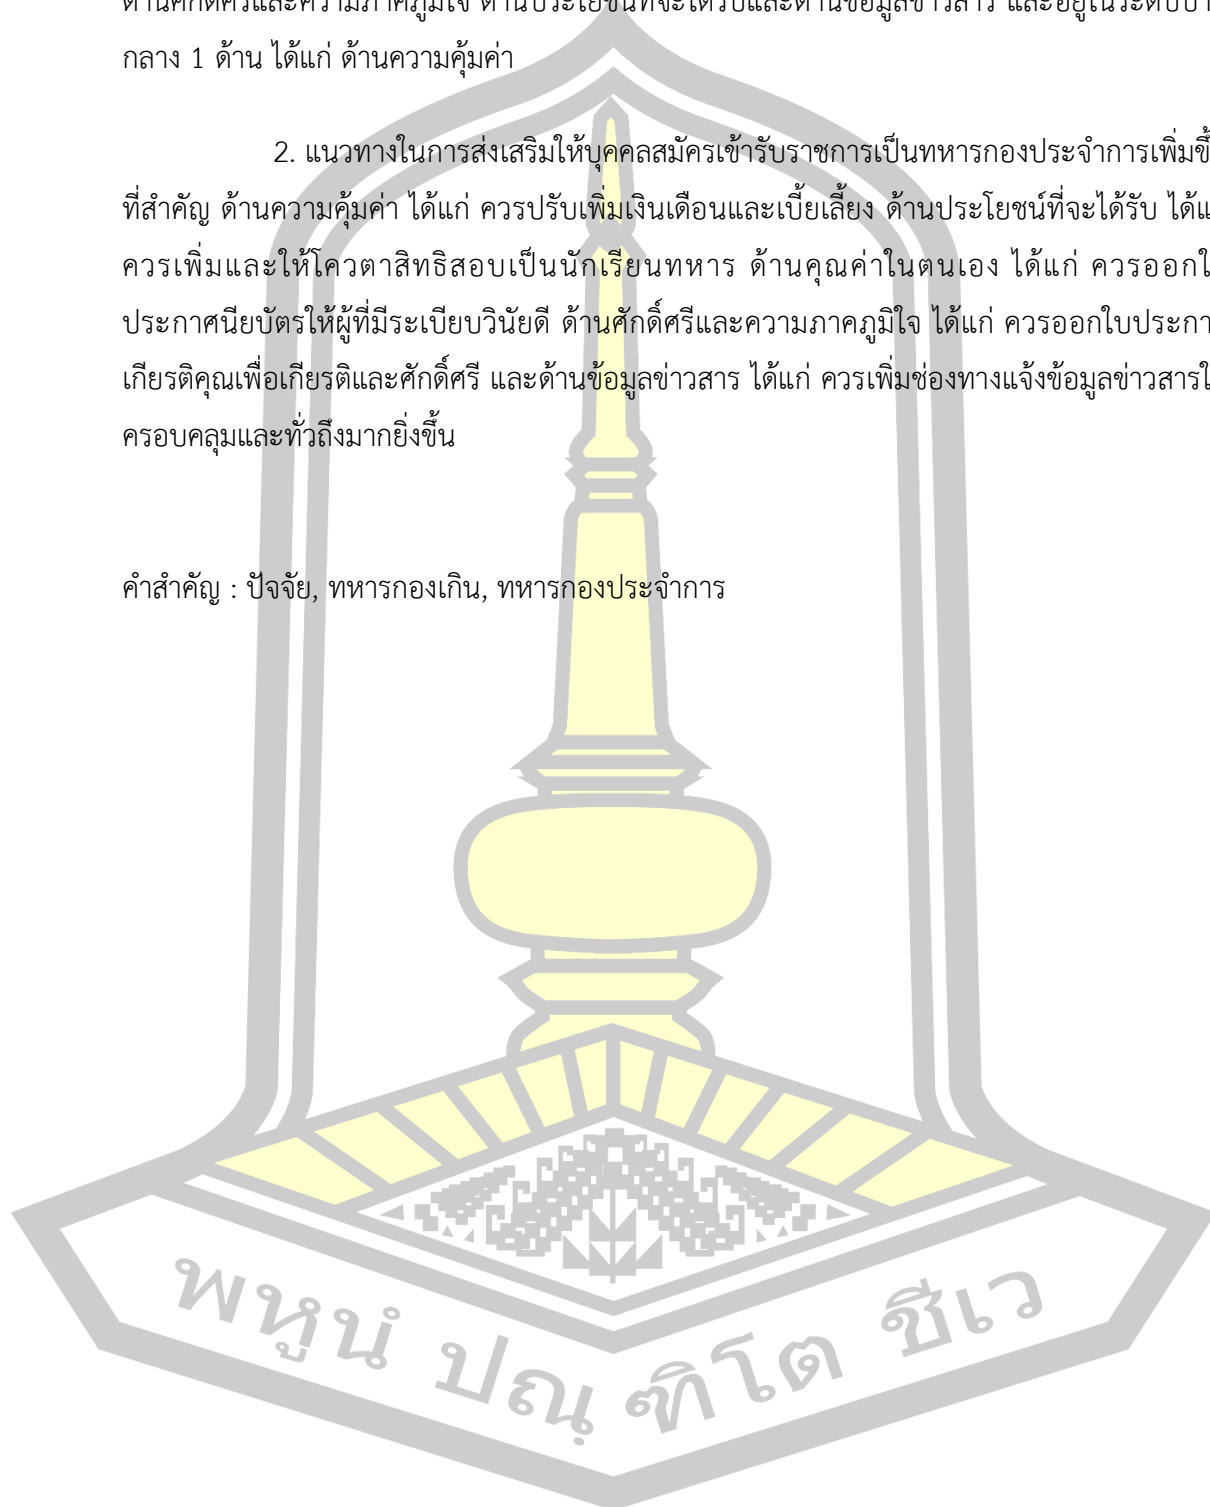 ด้านศักดิ์ศรีและความภาคภูมิใจ ด้านประโยชน์ที่จะได้รับและด้านข้อมูลข่าวสาร และอยู่ในระดับปา
กลาง 1 ด้าน ได้แก่ ด้านความคุ้มค่า
2. แนวทางในการส่งเสริมให้บุคคลสมัครเข้ารับราชการเป็นทหารกองประจำการเพิ่มขึ้
ที่สำคัญ ด้านความคุ้มค่า ได้แก่ ควรปรับเพิ่มเงินเดือนและเบี้ยเลี้ยง ด้านประโยชน์ที่จะได้รับ ได้แ
ควรเพิ่มและให้โควตาสิทธิสอบเป็นนักเรียนทหาร ด้านคุณค่าในตนเอง ได้แก่ ควรออกใ
ประกาศนียบัตรให้ผู้ที่มีระเบียบวินัยดี ด้านศักดิ์ศรีและความภาคภูมิใจ ได้แก่ ควรออกใบประกา
เกียรติคุณเพื่อเกียรติและศักดิ์ศรี และด้านข้อมูลข่าวสาร ได้แก่ ควรเพิ่มช่องทางแจ้งข้อมูลข่าวสารใ
ครอบคลุมและทั่วถึงมากยิ่งขึ้น
คำสำคัญ : ปัจจัย, ทหารกองเกิน, ทหารกองประจำการ
พหูนํ ปณฺฑิโต ชีเว